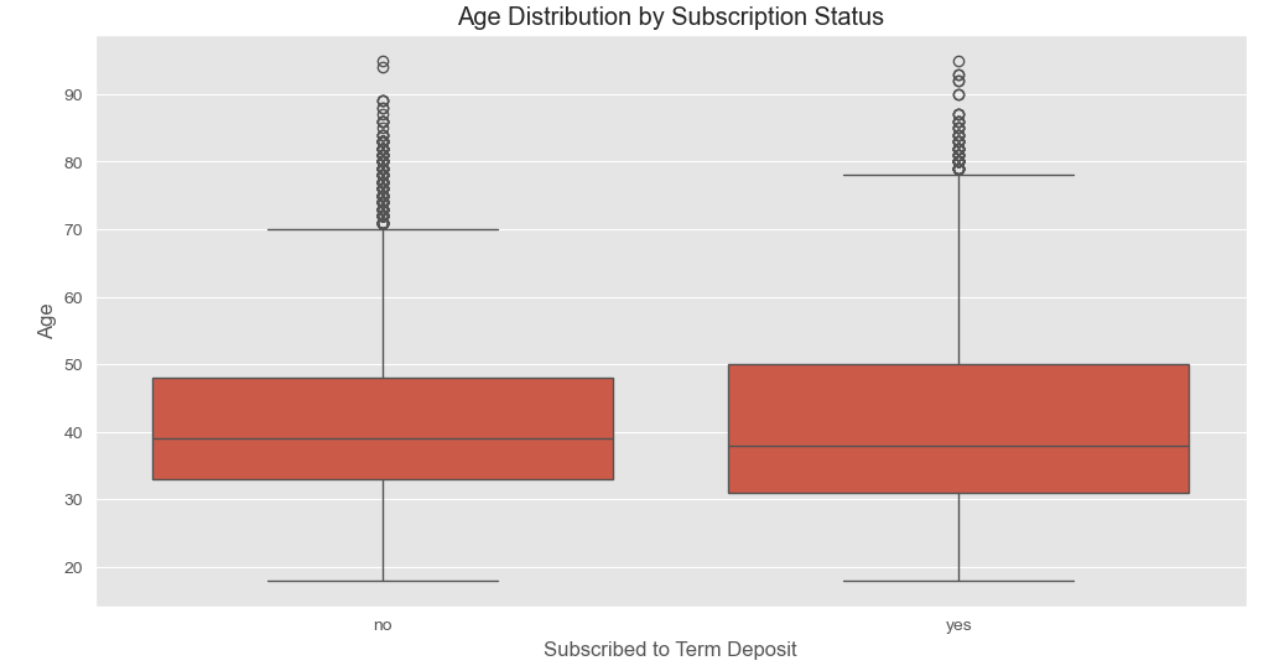 Age Distribution by Subscription Status
90
80
70
60
50
40
30
20
Age
no yes
Subscribed to Term Deposit